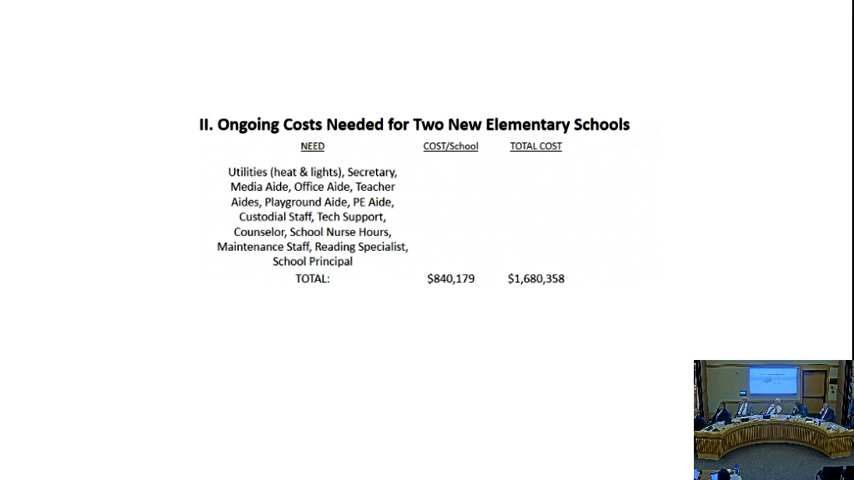 II. Ongoing Costs Needed for Two New Elementary Schools
NEED COST/School TOTAL COST
Utilities (heat & lights), Secretary,
Media Aide, Office Aide, Teacher
Aides, Playground Aide, PE Aide,
Custodial Staff, Tech Support,
Counselor, School Nurse Hours,
Maintenance Staff, Reading Specialist,
School Principal
TOTAL: $840,179 $1,680,358